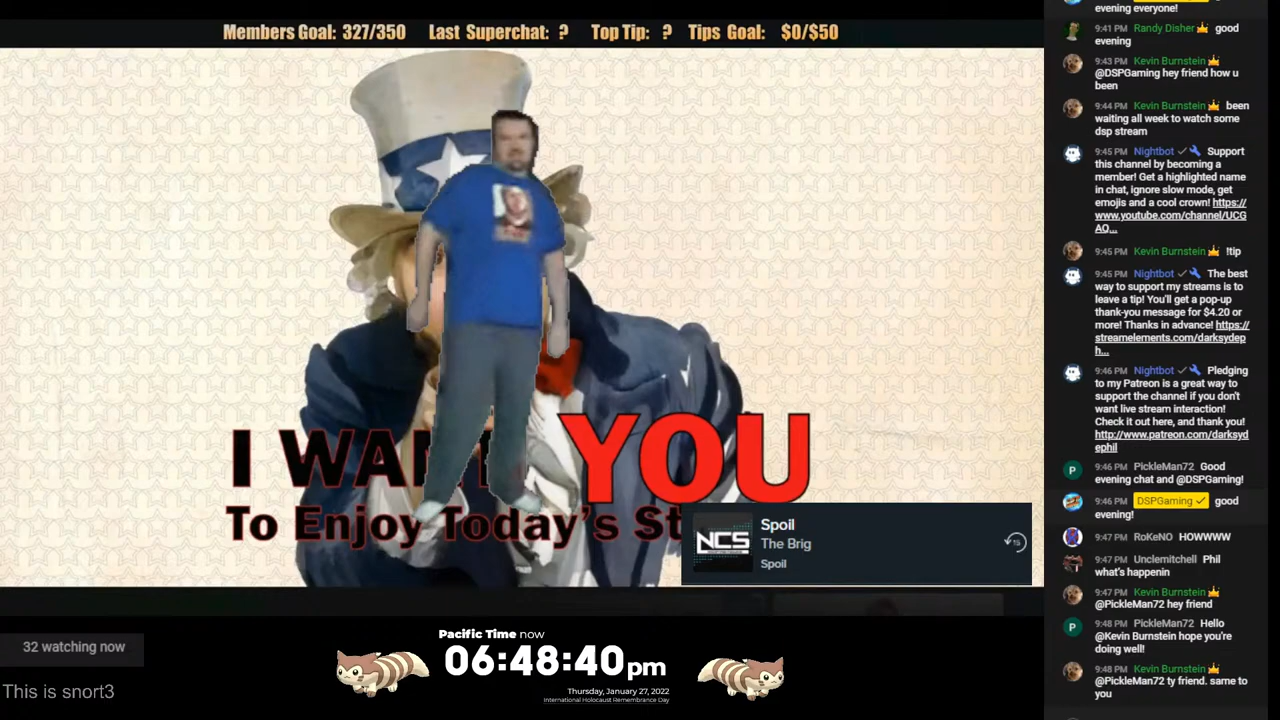 Members Goal: 327/350 Last Superchat: ? Top Tip: ? Tips Goal: $0/$50
I WANT YOU
To Enjoy Today's St
NCS
Spoil
The Brig
Spoil
15
32 watching now
This is snort3
Pacific Time now
06:48:40pm
Thursday, January 27, 2022
International Holocaust Remembrance Day
evening everyone!
9:41 PM Randy Disher good
evening
9:43 PM Kevin Burnstein
@DSPGaming hey friend how u
been
9:44 PM Kevin Burnstein been
waiting all week to watch some
dsp stream
9:45 PM Nightbot Support
this channel by becoming a
member! Get a highlighted name
in chat, ignore slow mode, get
emojis and a cool crown! https://
www.youtube.com/channel/UCG
AO...
9:45 PM Kevin Burnstein !tip
9:45 PM Nightbot The best
way to support my streams is to
leave a tip! You'll get a pop-up
thank-you message for $4.20 or
more! Thanks in advance! https://
streamelements.com/darksydep
h...
9:46 PM Nightbot Pledging
to my Patreon is a great way to
support the channel if you don't
want live stream interaction!
Check it out here, and thank you!
http://www.patreon.com/darksyd
ephil
P 9:46 PM PickleMan72 Good
evening chat and @DSPGaming!
9:46 PM DSPGaming good
evening!
9:47 PM RoKeNO HOWWWW
9:47 PM Unclemitchell Phil
what's happenin
9:47 PM Kevin Burnstein
@PickleMan72 hey friend
P 9:48 PM PickleMan72 Hello
@Kevin Burnstein hope you're
doing well!
9:48 PM Kevin Burnstein
@PickleMan72 ty friend. same to
you